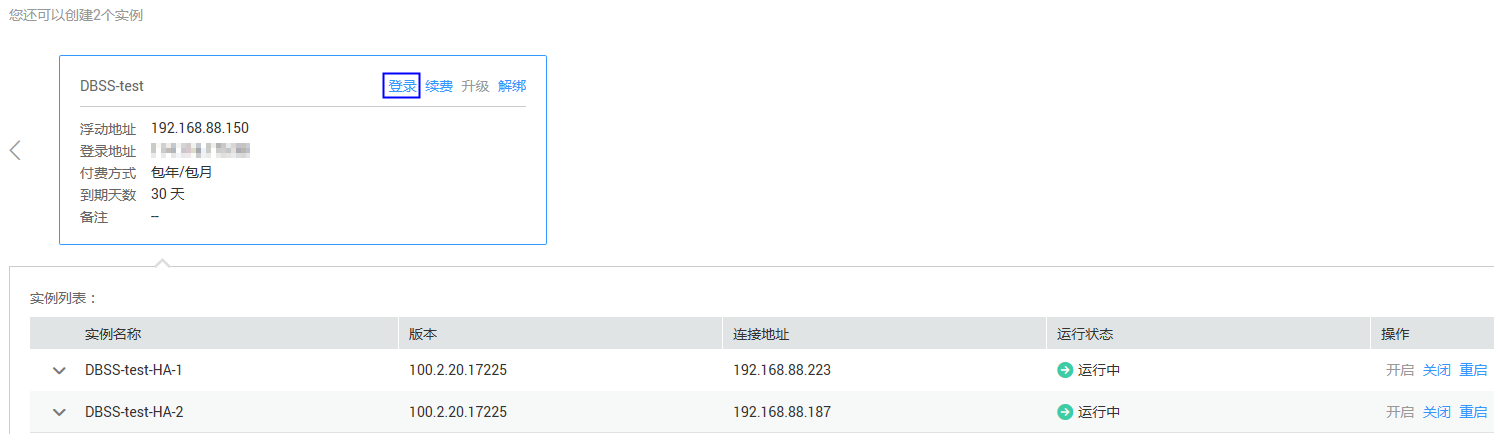 您还可以创建2个实例
DBSS-test 登录 续费 升级 解绑
浮动地址 192.168.88.150
登录地址
付费方式 包年/包月
到期天数 30 天
备注 --
实例列表：
实例名称 版本 连接地址 运行状态 操作
DBSS-test-HA-1 100.2.20.17225 192.168.88.223 运行中 开启 关闭 重启
DBSS-test-HA-2 100.2.20.17225 192.168.88.187 运行中 开启 关闭 重启